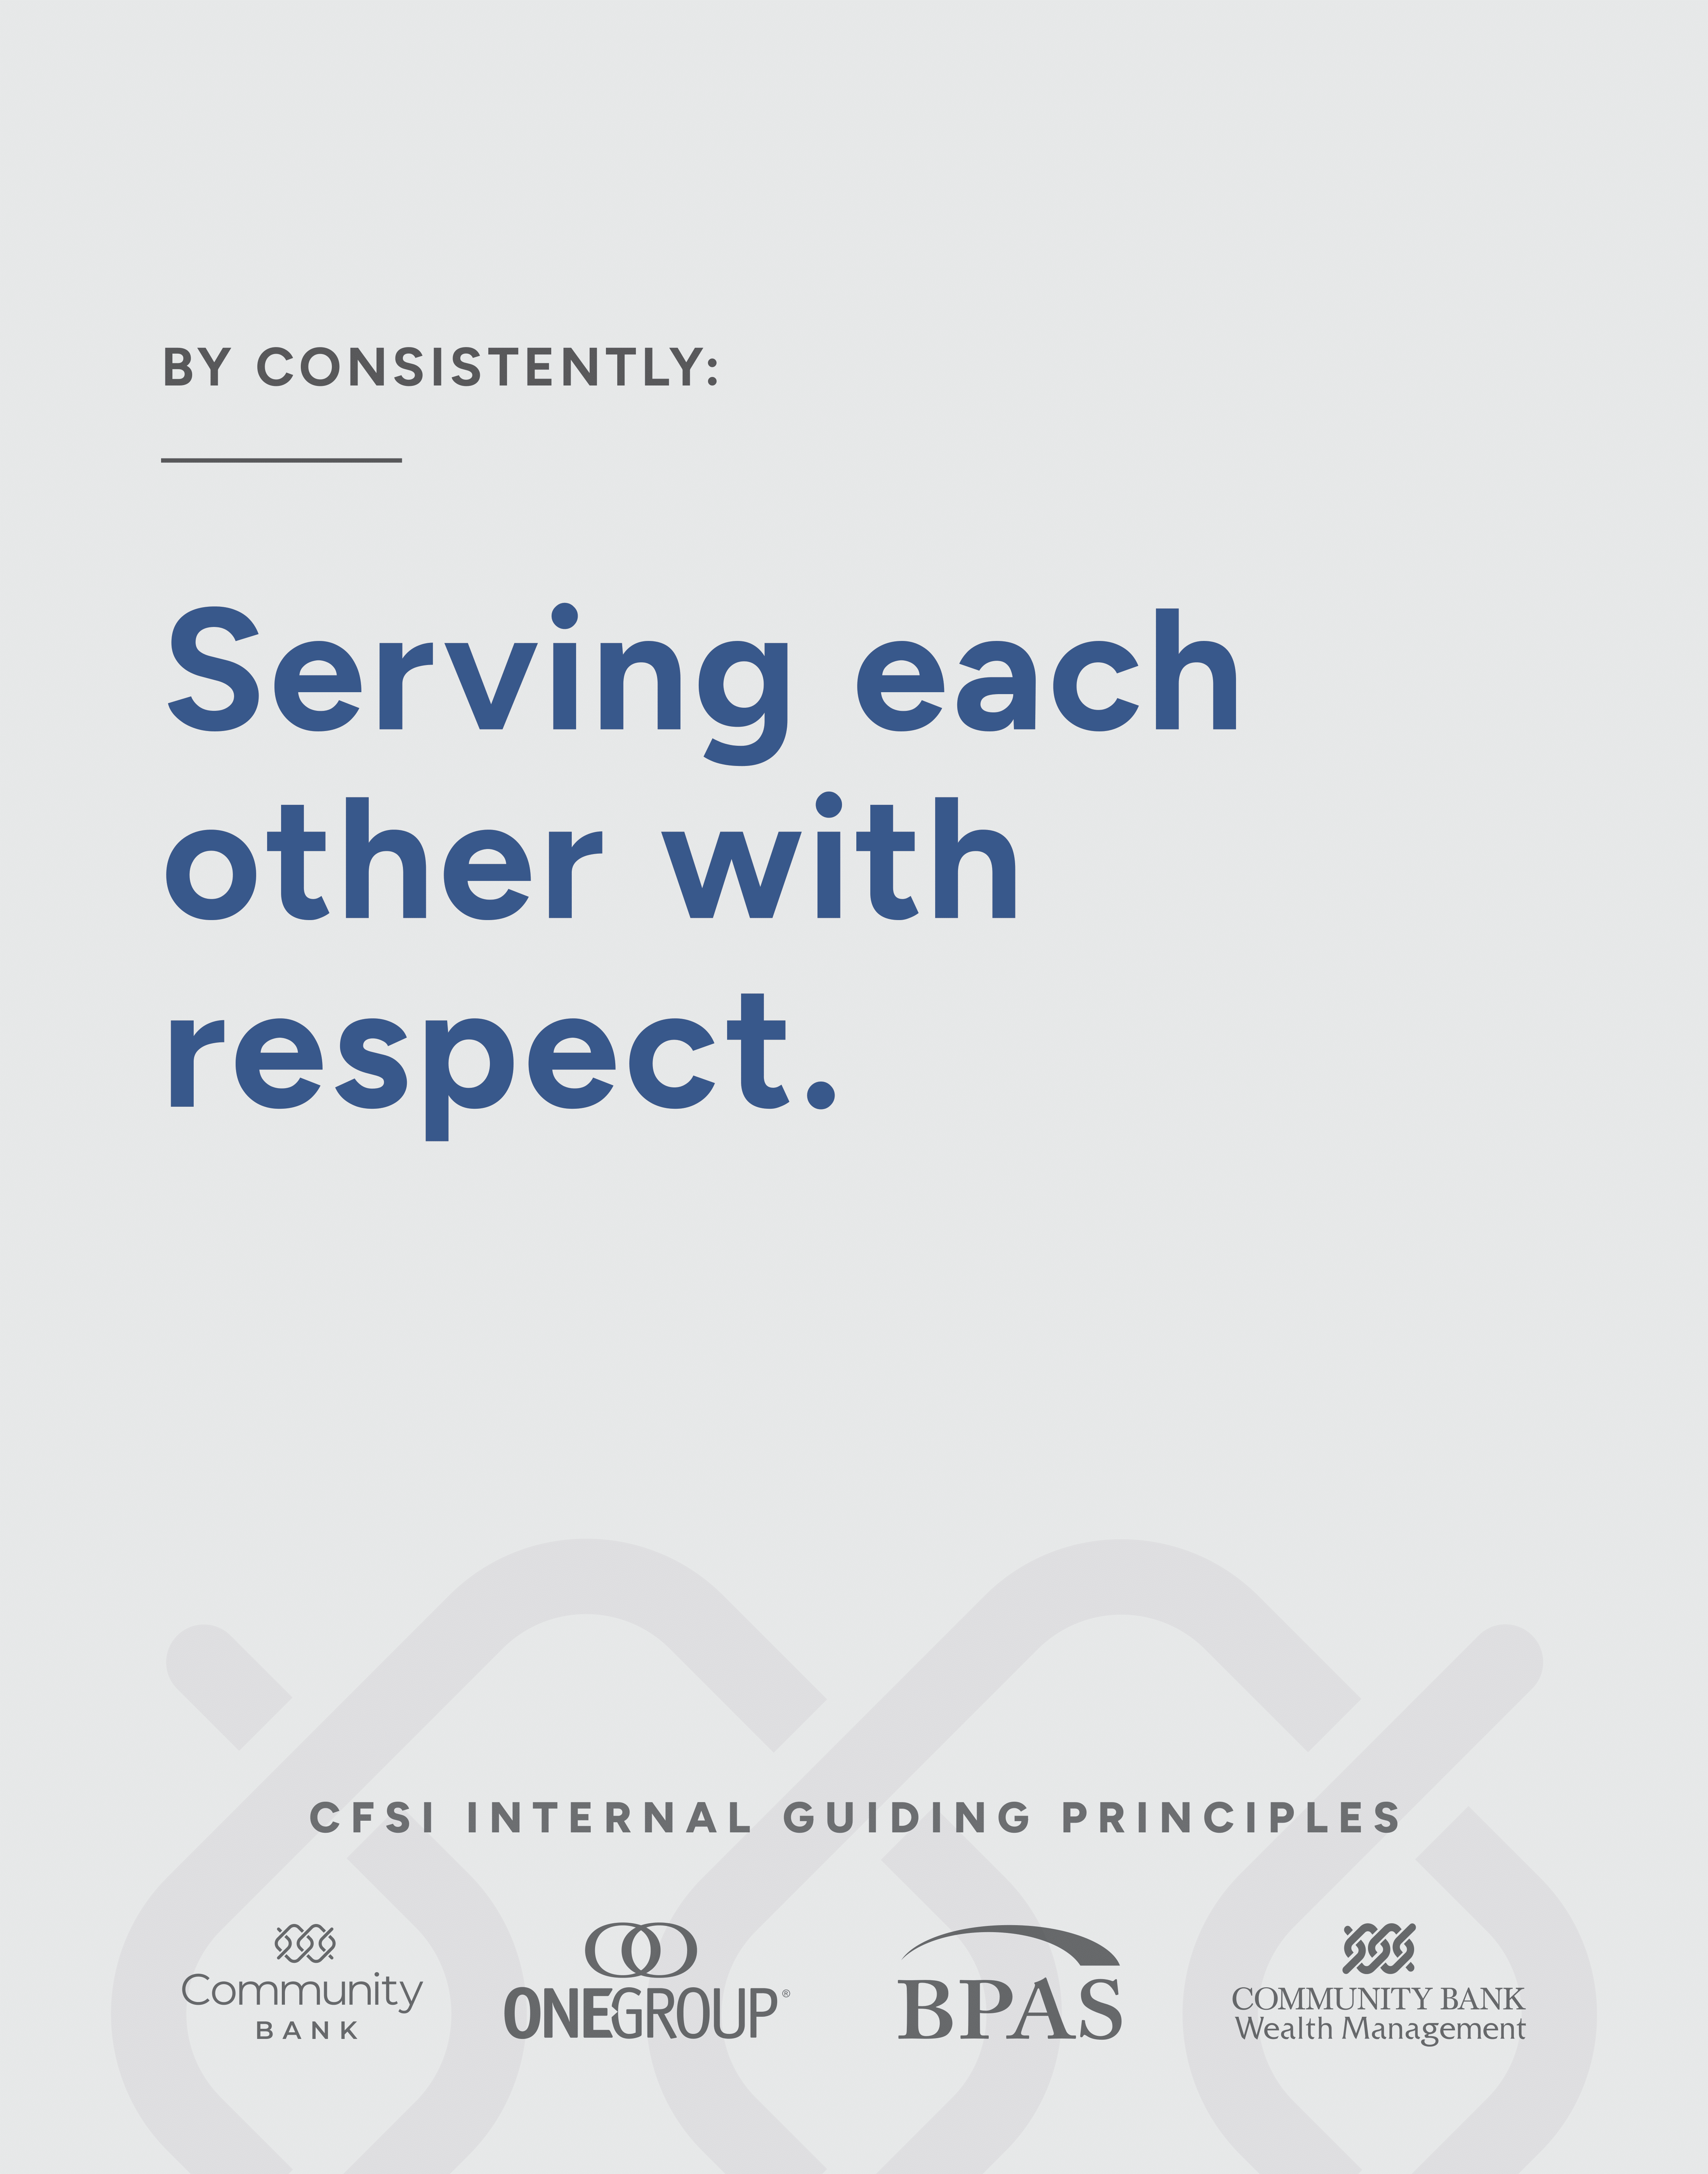 BY CONSISTENTLY:
Serving each
other with
respect.
CFSI INTERNAL GUIDING PRINCIPLES
Community
BANK
ONEGROUP®
BPAS
COMMUNITY BANK
Wealth Management